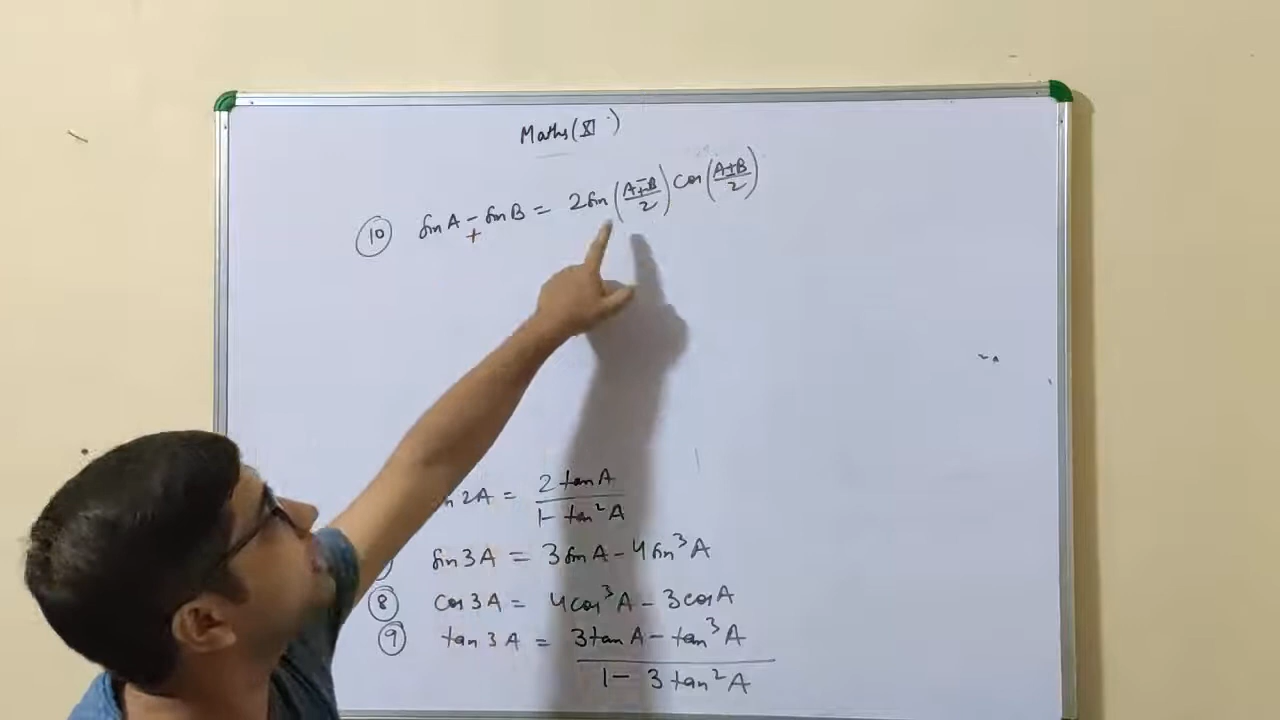 Maths (XI)
⑩ sin A ∓ sin B = 2 sin (A ∓ B / 2) cos (A ± B / 2)
n 2A = 2 tan A / 1 - tan² A
sin 3A = 3 sin A - 4 sin³ A
⑧ cos 3A = 4 cos³ A - 3 cos A
⑨ tan 3A = 3 tan A - tan³ A / 1 - 3 tan² A